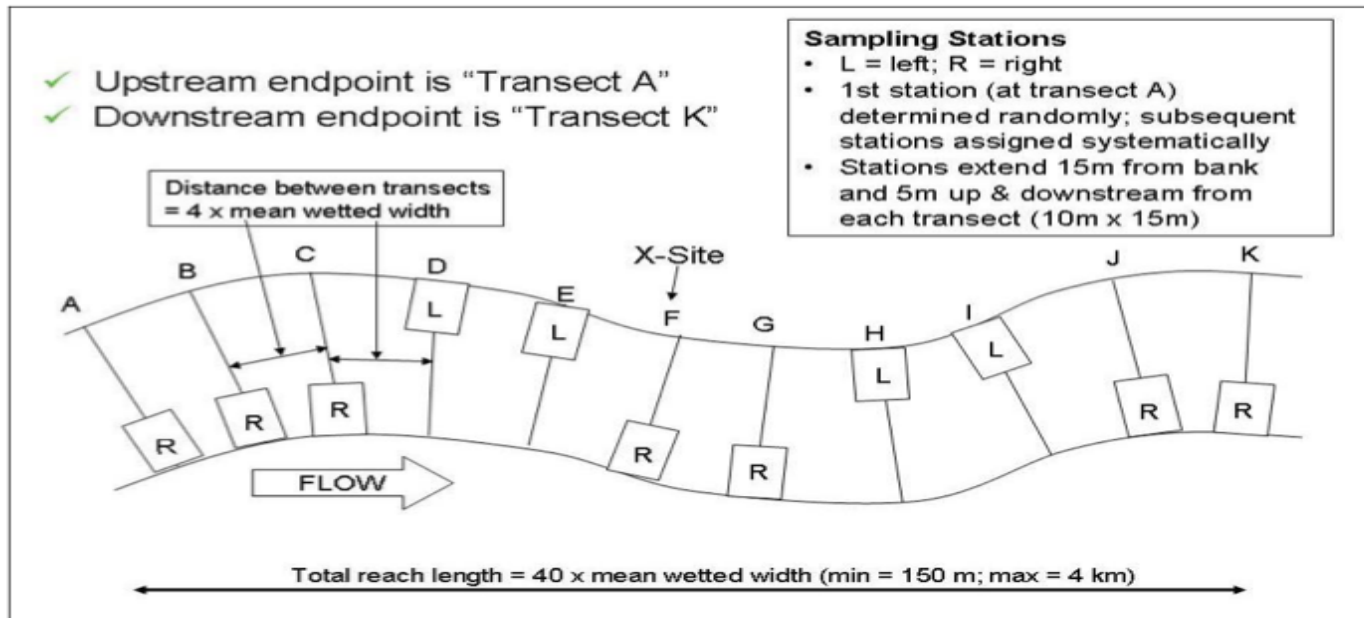 ✓ Upstream endpoint is “Transect A”
✓ Downstream endpoint is “Transect K”
Sampling Stations
• L = left; R = right
• 1st station (at transect A)
determined randomly; subsequent
stations assigned systematically
• Stations extend 15m from bank
and 5m up & downstream from
each transect (10m x 15m)
Distance between transects
= 4 x mean wetted width
A
B
C
D
E
X-Site
F
G
H
I
J
K
R
R
R
L
L
R
R
L
L
R
R
FLOW
Total reach length = 40 x mean wetted width (min = 150 m; max = 4 km)